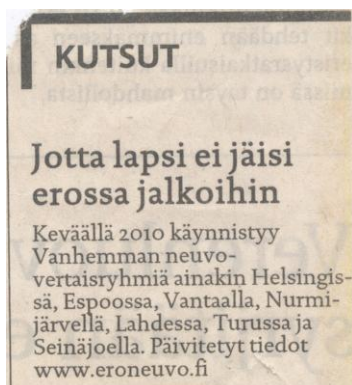 KUTSUT
Jotta lapsi ei jäisi
erossa jalkoihin
Keväällä 2010 käynnistyy
Vanhemman neuvo-
vertaisryhmiä ainakin Helsingis-
sä, Espoossa, Vantaalla, Nurmi-
järvellä, Lahdessa, Turussa ja
Seinäjoella. Päivitetyt tiedot
www.eroneuvo.fi